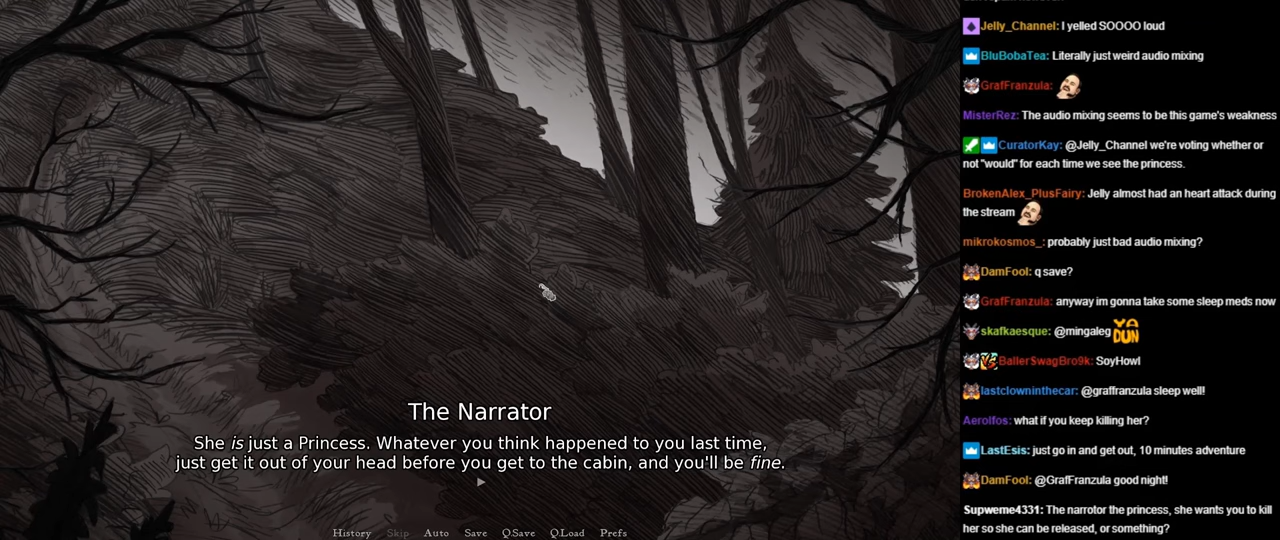 The Narrator
She is just a Princess. Whatever you think happened to you last time,
just get it out of your head before you get to the cabin, and you'll be fine.
History Skip Auto Save Q.Save Q.Load Prefs
Jelly_Channel: I yelled SOOOO loud
BluBobaTea: Literally just weird audio mixing
GrafFranzula:
MisterRez: The audio mixing seems to be this game's weakness
CuratorKay: @Jelly_Channel we're voting whether or
not "would" for each time we see the princess.
BrokenAlex_PlusFairy: Jelly almost had an heart attack during
the stream
mikrokosmos_: probably just bad audio mixing?
DamFool: q save?
GrafFranzula: anyway im gonna take some sleep meds now
skafkaesque: @mingaleg YA DUN
BallerSwagBro9k: SoyHowl
lastclowninthecar: @graffranzula sleep well!
Aerolfos: what if you keep killing her?
LastEsis: just go in and get out, 10 minutes adventure
DamFool: @GrafFranzula good night!
Supweme4331: The narrotor the princess, she wants you to kill
her so she can be released, or something?